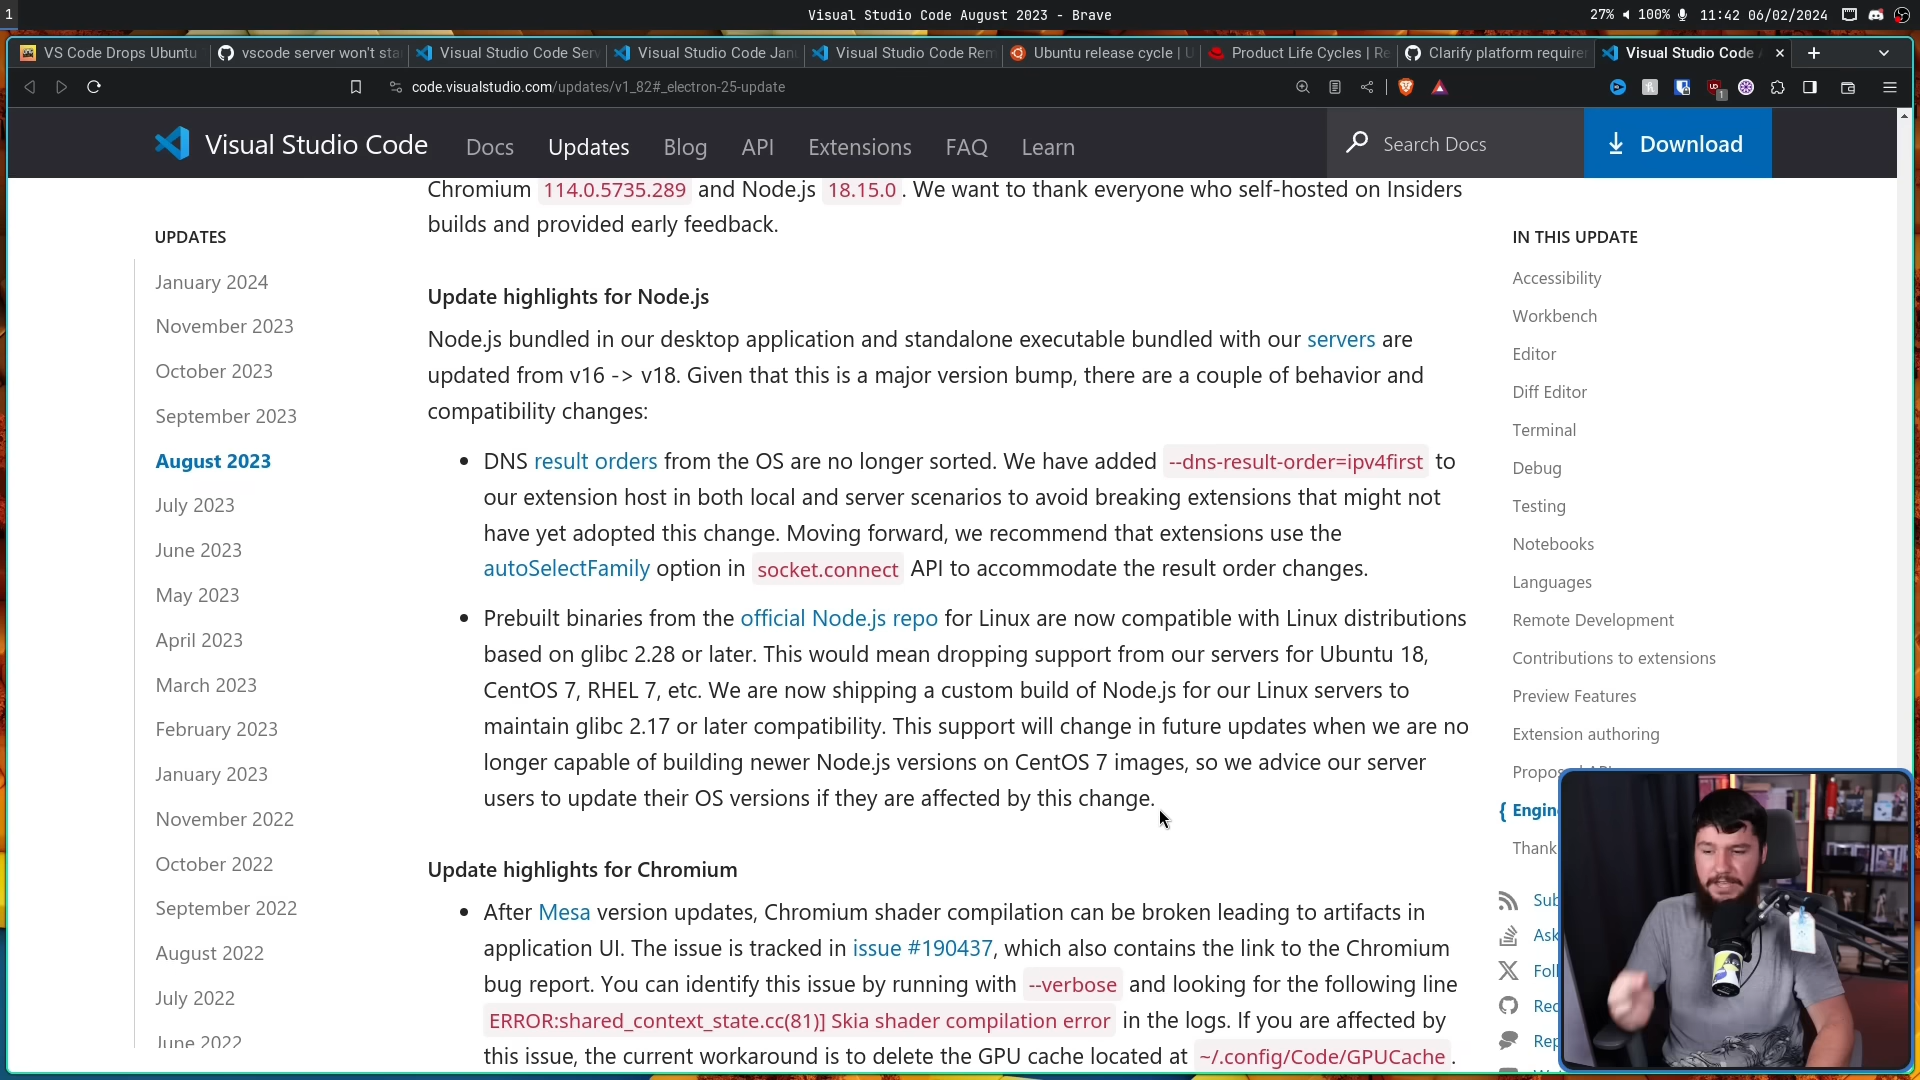 1
Visual Studio Code August 2023 - Brave
27%
100%
11:42 06/02/2024
VS Code Drops Ubuntu
vscode server won't sta
Visual Studio Code Serv
Visual Studio Code Janu
Visual Studio Code Rem
Ubuntu release cycle | U
Product Life Cycles | Re
Clarify platform requirer
Visual Studio Code
code.visualstudio.com/updates/v1_82#_electron-25-update
1
Visual Studio Code
Docs
Updates
Blog
API
Extensions
FAQ
Learn
Search Docs
Download
UPDATES
January 2024
November 2023
October 2023
September 2023
August 2023
July 2023
June 2023
May 2023
April 2023
March 2023
February 2023
January 2023
November 2022
October 2022
September 2022
August 2022
July 2022
June 2022
Chromium 114.0.5735.289 and Node.js 18.15.0. We want to thank everyone who self-hosted on Insiders
builds and provided early feedback.
Update highlights for Node.js
Node.js bundled in our desktop application and standalone executable bundled with our servers are
updated from v16 -> v18. Given that this is a major version bump, there are a couple of behavior and
compatibility changes:
• DNS result orders from the OS are no longer sorted. We have added --dns-result-order=ipv4first to
our extension host in both local and server scenarios to avoid breaking extensions that might not
have yet adopted this change. Moving forward, we recommend that extensions use the
autoSelectFamily option in socket.connect API to accommodate the result order changes.
• Prebuilt binaries from the official Node.js repo for Linux are now compatible with Linux distributions
based on glibc 2.28 or later. This would mean dropping support from our servers for Ubuntu 18,
CentOS 7, RHEL 7, etc. We are now shipping a custom build of Node.js for our Linux servers to
maintain glibc 2.17 or later compatibility. This support will change in future updates when we are no
longer capable of building newer Node.js versions on CentOS 7 images, so we advice our server
users to update their OS versions if they are affected by this change.
Update highlights for Chromium
• After Mesa version updates, Chromium shader compilation can be broken leading to artifacts in
application UI. The issue is tracked in issue #190437, which also contains the link to the Chromium
bug report. You can identify this issue by running with --verbose and looking for the following line
ERROR:shared_context_state.cc(81)] Skia shader compilation error in the logs. If you are affected by
this issue, the current workaround is to delete the GPU cache located at ~/.config/Code/GPUCache.
IN THIS UPDATE
Accessibility
Workbench
Editor
Diff Editor
Terminal
Debug
Testing
Notebooks
Languages
Remote Development
Contributions to extensions
Preview Features
Extension authoring
Propos
Engin
Thank
Sub
Ask
Foll
Req
Rep